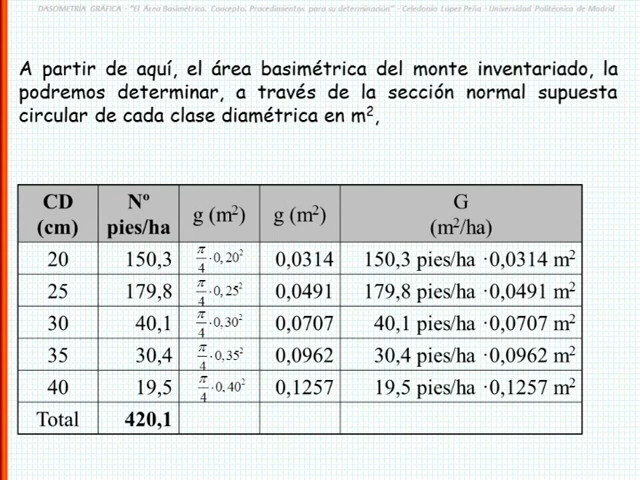 DASOMETRÍA GRÁFICA - "El Área Basimétrica. Concepto. Procedimientos para su determinación" - Celedonio López Peña - Universidad Politécnica de Madrid
A partir de aquí, el área basimétrica del monte inventariado, la
podremos determinar, a través de la sección normal supuesta
circular de cada clase diamétrica en m²,
CD (cm) Nº pies/ha g (m²) g (m²) G (m²/ha)
20 150,3 π/4·0,20² 0,0314 150,3 pies/ha ·0,0314 m²
25 179,8 π/4·0,25² 0,0491 179,8 pies/ha ·0,0491 m²
30 40,1 π/4·0,30² 0,0707 40,1 pies/ha ·0,0707 m²
35 30,4 π/4·0,35² 0,0962 30,4 pies/ha ·0,0962 m²
40 19,5 π/4·0,40² 0,1257 19,5 pies/ha ·0,1257 m²
Total 420,1